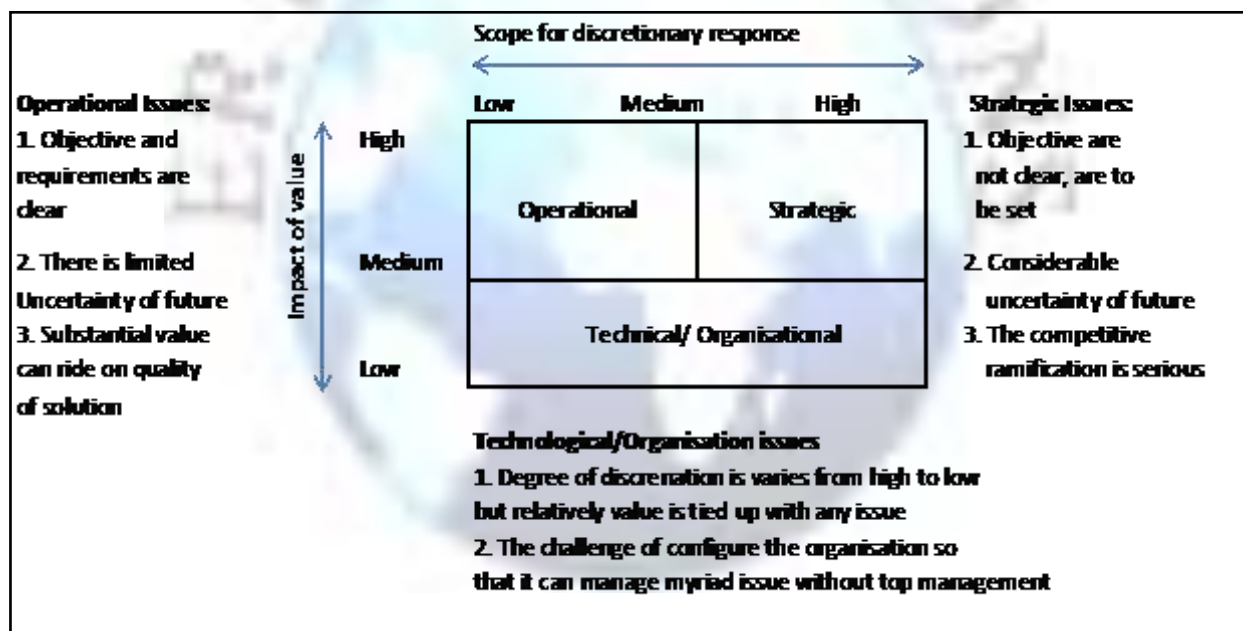 Scope for discretionary response
Low Medium High
Operational Issues:
1. Objective and
requirements are
clear
2. There is limited
Uncertainty of future
3. Substantial value
can ride on quality
of solution
Impact of value
High
Medium
Low
Operational
Strategic
Technical/ Organisational
Strategic Issues:
1. Objective are
not clear, are to
be set
2. Considerable
uncertainty of future
3. The competitive
ramification is serious
Technological/Organisation issues
1. Degree of discrenation is varies from high to low
but relatively value is tied up with any issue
2. The challenge of configure the organisation so
that it can manage myriad issue without top management